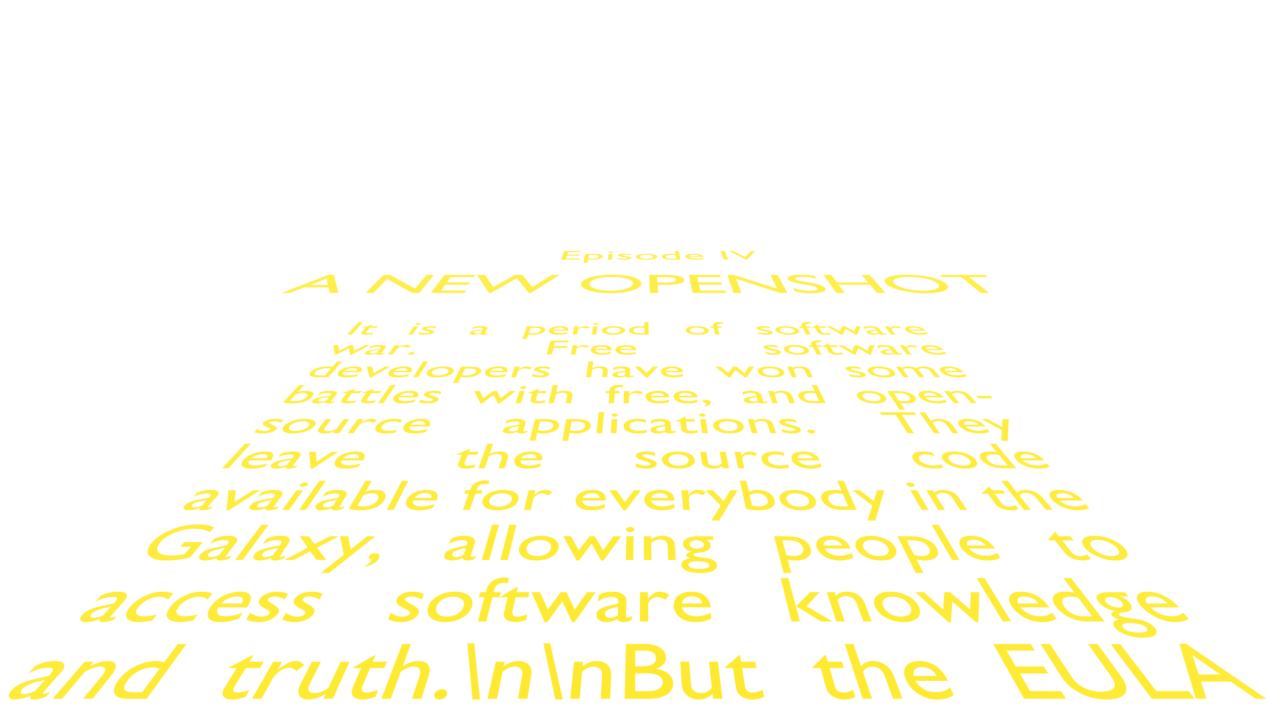 Episode IV
A NEW OPENSHOT
It is a period of software
war. Free software
developers have won some
battles with free, and open-
source applications. They
leave the source code
available for everybody in the
Galaxy, allowing people to
access software knowledge
and truth.\n\nBut the EULA